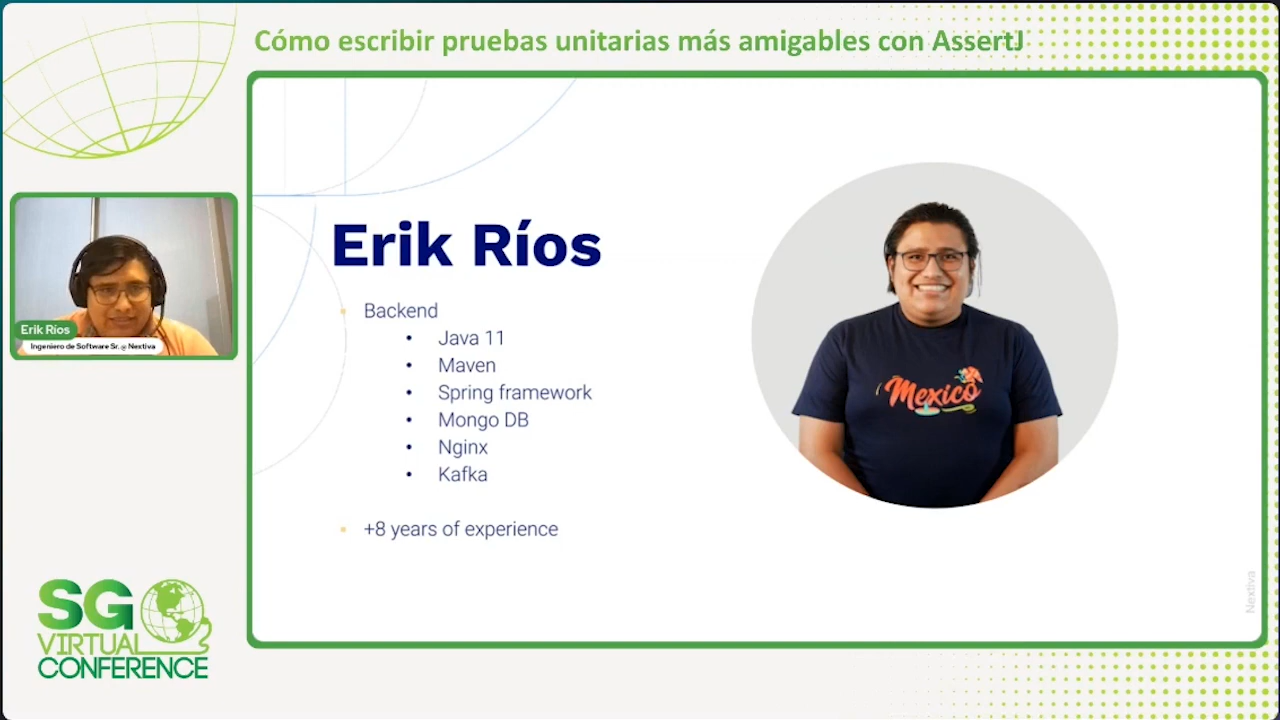 Cómo escribir pruebas unitarias más amigables con AssertJ
Erik Ríos
Ingeniero de Software Sr. @ Nextiva
Erik Ríos
Backend
Java 11
Maven
Spring framework
Mongo DB
Nginx
Kafka
+8 years of experience
Mexico
Nextiva
SG
VIRTUAL
CONFERENCE